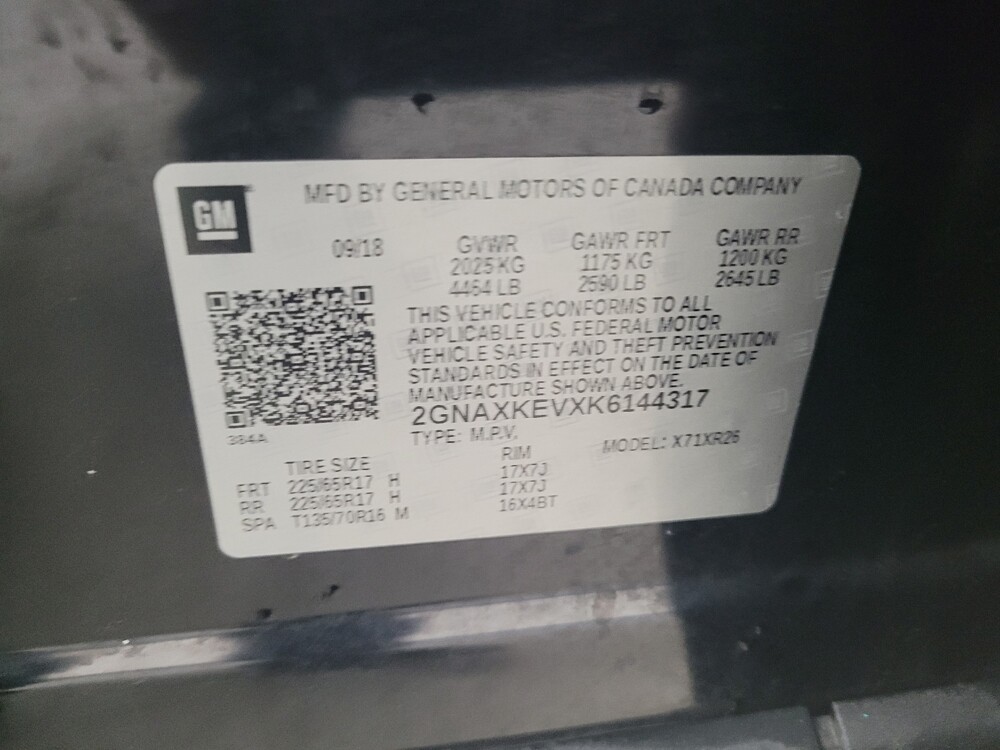 GM
MFD BY GENERAL MOTORS OF CANADA COMPANY
09/18
GVWR GAWR FRT GAWR RR
2025 KG 1175 KG 1200 KG
4464 LB 2590 LB 2645 LB
THIS VEHICLE CONFORMS TO ALL
APPLICABLE U.S. FEDERAL MOTOR
VEHICLE SAFETY AND THEFT PREVENTION
STANDARDS IN EFFECT ON THE DATE OF
MANUFACTURE SHOWN ABOVE.
2GNAXKEVXK6144317
384A
TYPE: M.P.V. MODEL: X71XR26
TIRE SIZE RIM
FRT 225/65R17 H 17X7J
RR 225/65R17 H 17X7J
SPA T135/70R16 M 16X4BT